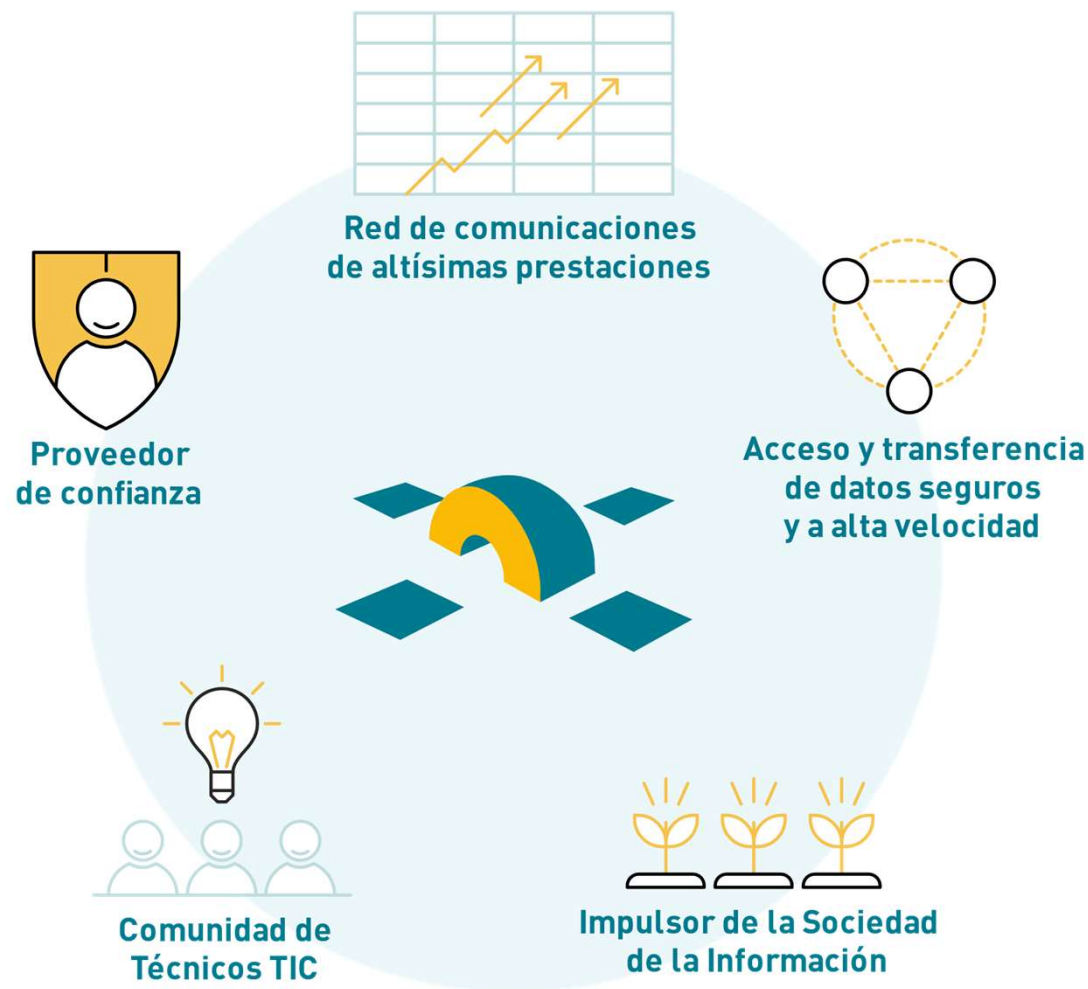 Red de comunicaciones
de altísimas prestaciones
Proveedor
de confianza
Acceso y transferencia
de datos seguros
y a alta velocidad
Comunidad de
Técnicos TIC
Impulsor de la Sociedad
de la Información